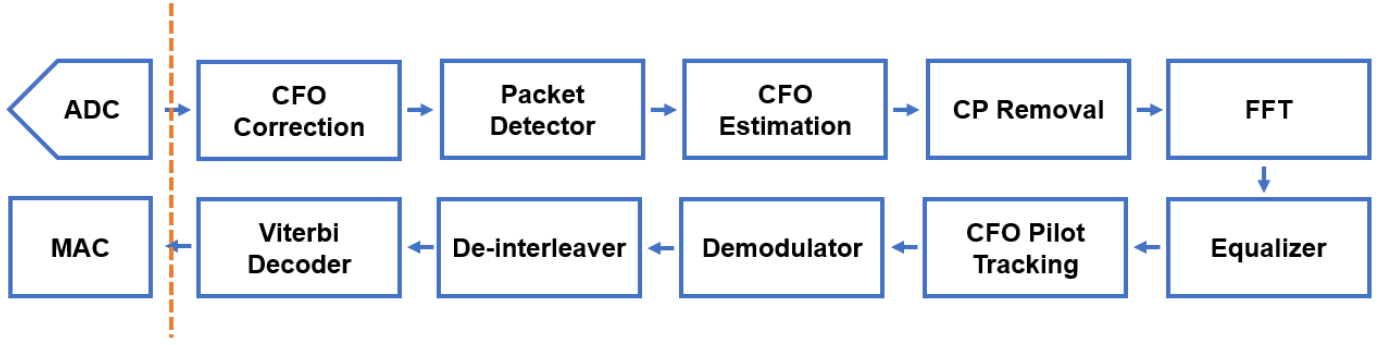 ADC
CFO
Correction
Packet
Detector
CFO
Estimation
CP Removal
FFT
MAC
Viterbi
Decoder
De-interleaver
Demodulator
CFO Pilot
Tracking
Equalizer